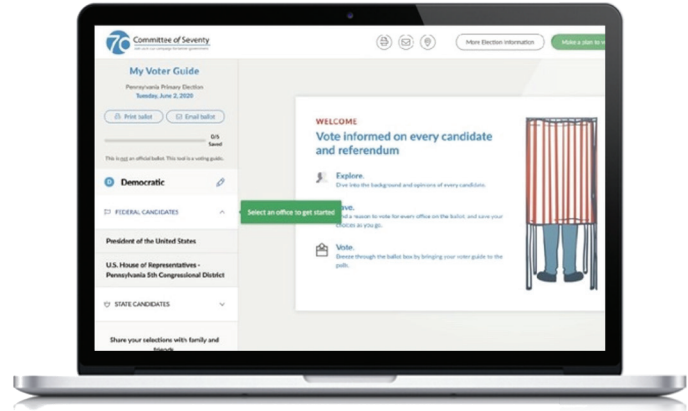 70 Committee of Seventy
More Election Information
Make a plan to v
My Voter Guide
Pennsylvania Primary Election
Tuesday, June 2, 2020
Print ballot
Email ballot
0/5
Saved
This is not an official ballot. This tool is a voting guide.
D Democratic
FEDERAL CANDIDATES
Select an office to get started
President of the United States
U.S. House of Representatives -
Pennsylvania 5th Congressional District
STATE CANDIDATES
Share your selections with family and
friends
WELCOME
Vote informed on every candidate
and referendum
Explore.
Dive into the background and opinions of every candidate.
ave.
nd a reason to vote for every office on the ballot, and save your
choices as you go.
Vote.
Breeze through the ballot box by bringing your voter guide to the
polls.